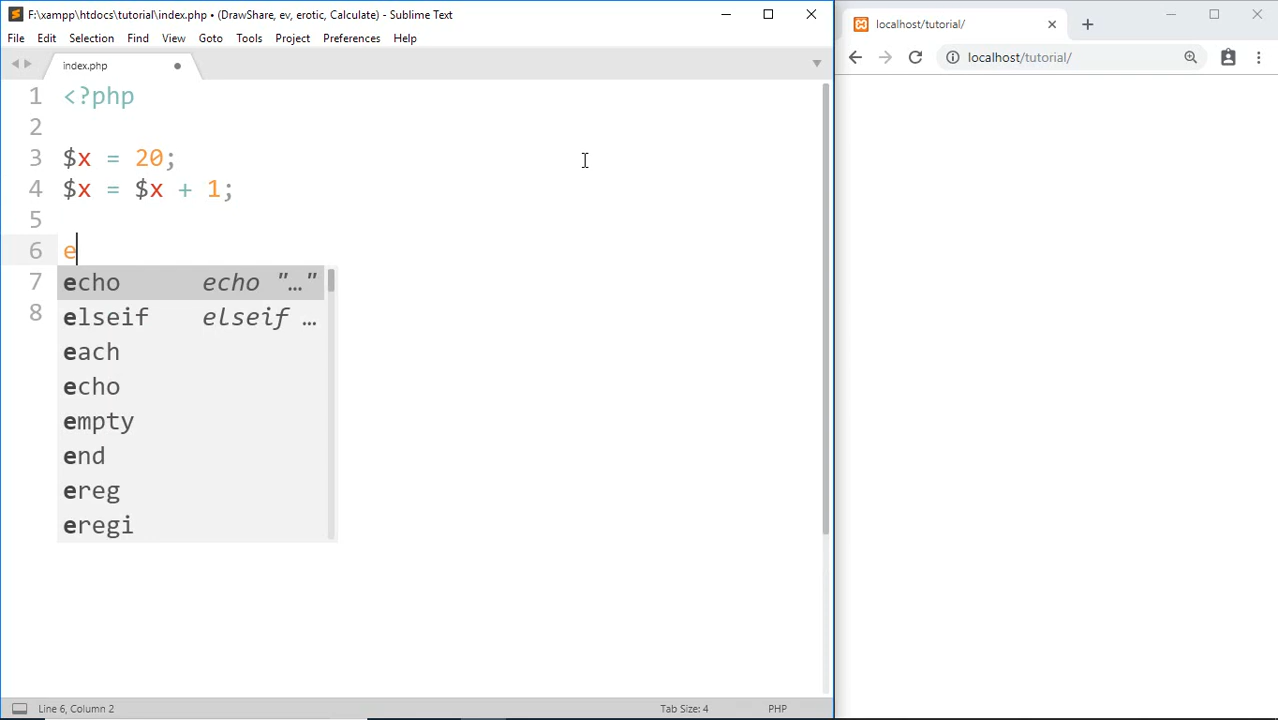 F:\xampp\htdocs\tutorial\index.php • (DrawShare, ev, erotic, Calculate) - Sublime Text
File Edit Selection Find View Goto Tools Project Preferences Help
index.php
1 <?php
2
3 $x = 20;
4 $x = $x + 1;
5
6 e
7
8
echo echo "…"
elseif elseif …
each
echo
empty
end
ereg
eregi
Line 6, Column 2 Tab Size: 4 PHP
localhost/tutorial/
localhost/tutorial/